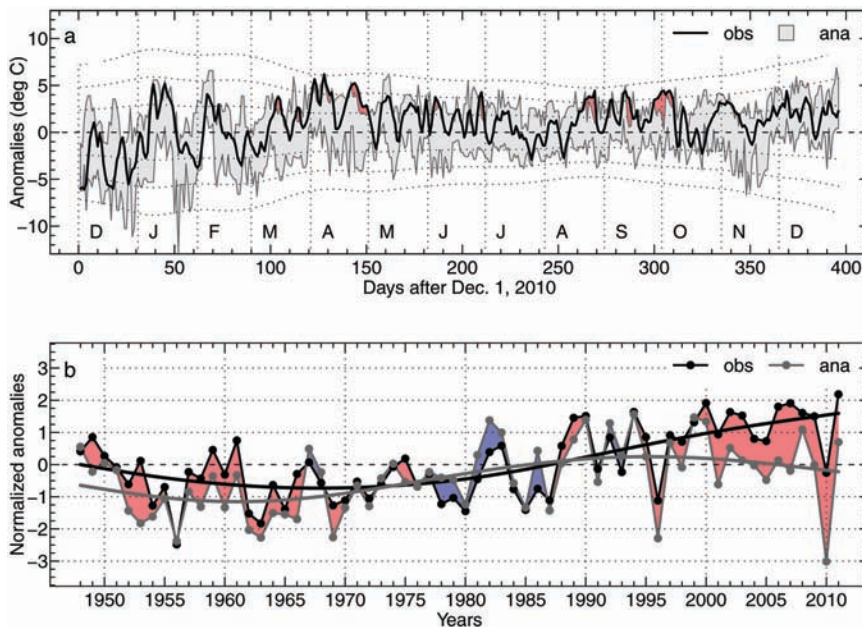 a
obs ana
Anomalies (deg C)
10
5
0
−5
−10
D J F M A M J J A S O N D
0 50 100 150 200 250 300 350 400
Days after Dec. 1, 2010
b
obs ana
Normalized anomalies
3
2
1
0
−1
−2
−3
1950 1955 1960 1965 1970 1975 1980 1985 1990 1995 2000 2005 2010
Years